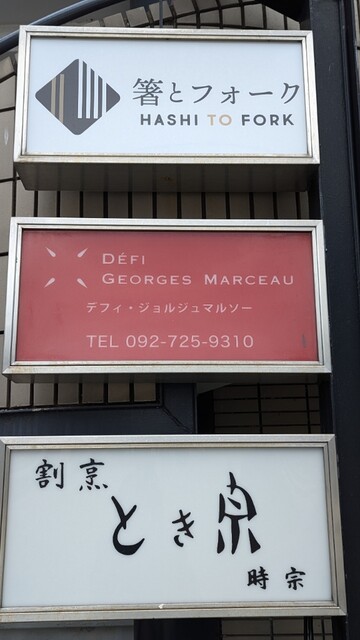 箸とフォーク
HASHI TO FORK
DÉFI
GEORGES MARCEAU
デフィ・ジョルジュマルソー
TEL 092-725-9310
割烹
とき宗
時宗